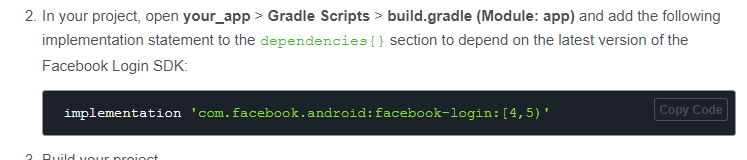 2. In your project, open your_app > Gradle Scripts > build.gradle (Module: app) and add the following
implementation statement to the dependencies{} section to depend on the latest version of the
Facebook Login SDK:
implementation 'com.facebook.android:facebook-login:[4,5)'
Copy Code
3. Build your project